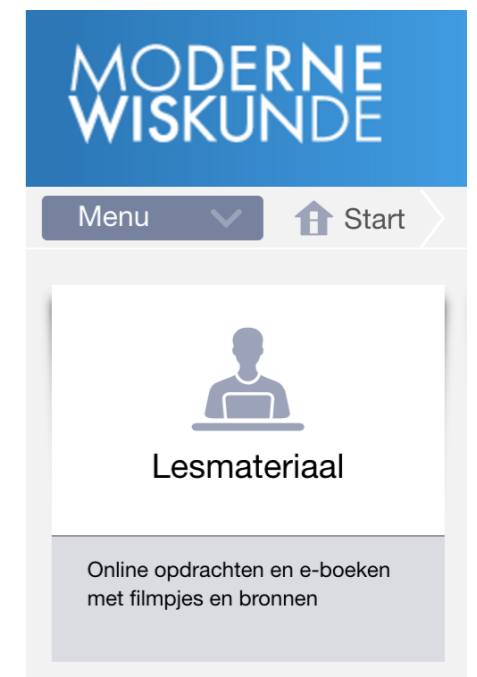 MODERNE
WISKUNDE
Menu
Start
Lesmateriaal
Online opdrachten en e-boeken
met filmpjes en bronnen